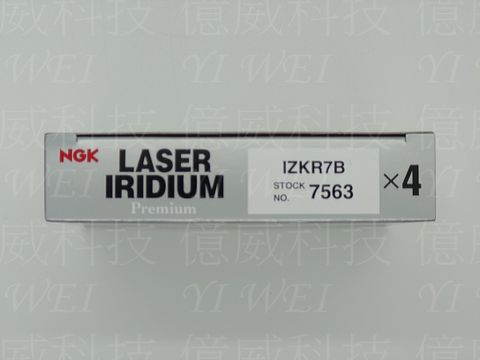 NGK
LASER
IRIDIUM
Premium
IZKR7B
STOCK
NO. 7563
×4
億威科技
YI WEI